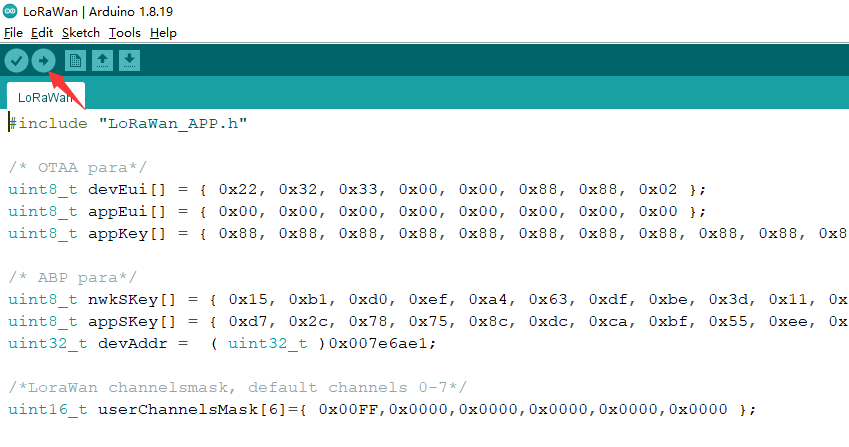 LoRaWan | Arduino 1.8.19
File Edit Sketch Tools Help
LoRaWan
#include "LoRaWan_APP.h"
/* OTAA para*/
uint8_t devEui[] = { 0x22, 0x32, 0x33, 0x00, 0x00, 0x88, 0x88, 0x02 };
uint8_t appEui[] = { 0x00, 0x00, 0x00, 0x00, 0x00, 0x00, 0x00, 0x00 };
uint8_t appKey[] = { 0x88, 0x88, 0x88, 0x88, 0x88, 0x88, 0x88, 0x88, 0x88, 0x88, 0x8
/* ABP para*/
uint8_t nwkSKey[] = { 0x15, 0xb1, 0xd0, 0xef, 0xa4, 0x63, 0xdf, 0xbe, 0x3d, 0x11, 0x
uint8_t appSKey[] = { 0xd7, 0x2c, 0x78, 0x75, 0x8c, 0xdc, 0xca, 0xbf, 0x55, 0xee, 0x
uint32_t devAddr =  ( uint32_t )0x007e6ae1;
/*LoraWan channelsmask, default channels 0-7*/
uint16_t userChannelsMask[6]={ 0x00FF,0x0000,0x0000,0x0000,0x0000,0x0000 };